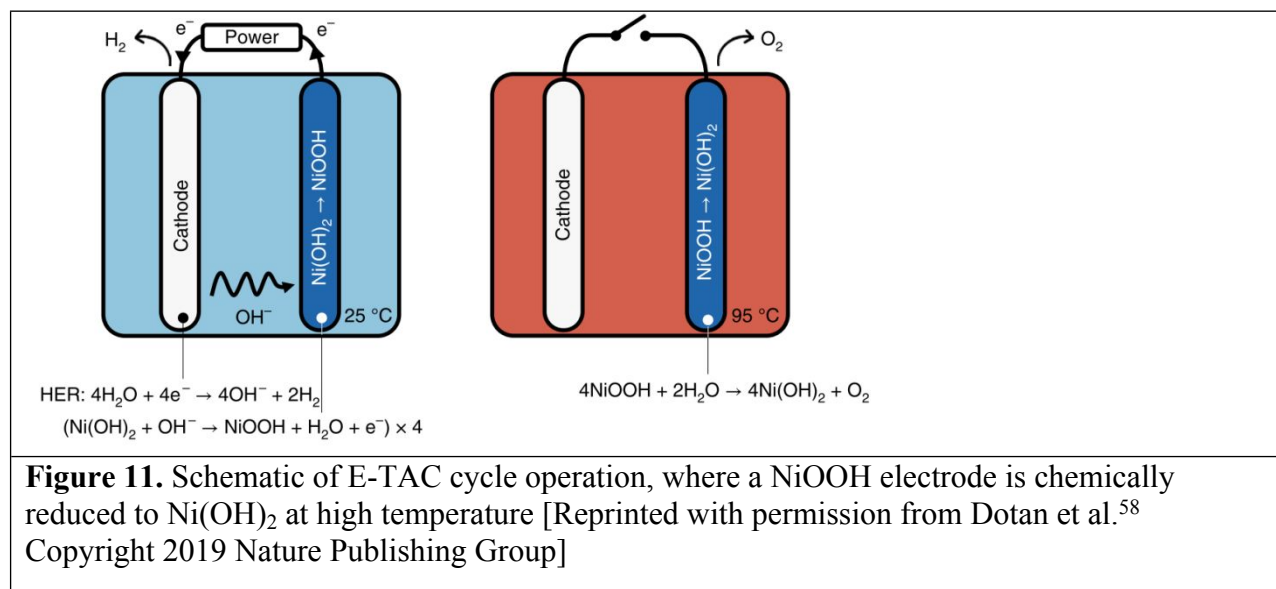 H₂ e⁻ Power e⁻
Cathode
Ni(OH)₂ → NiOOH
OH⁻
25 °C
HER: 4H₂O + 4e⁻ → 4OH⁻ + 2H₂
(Ni(OH)₂ + OH⁻ → NiOOH + H₂O + e⁻) × 4
O₂
Cathode
NiOOH → Ni(OH)₂
95 °C
4NiOOH + 2H₂O → 4Ni(OH)₂ + O₂
Figure 11. Schematic of E-TAC cycle operation, where a NiOOH electrode is chemically
reduced to Ni(OH)₂ at high temperature [Reprinted with permission from Dotan et al.⁵⁸
Copyright 2019 Nature Publishing Group]